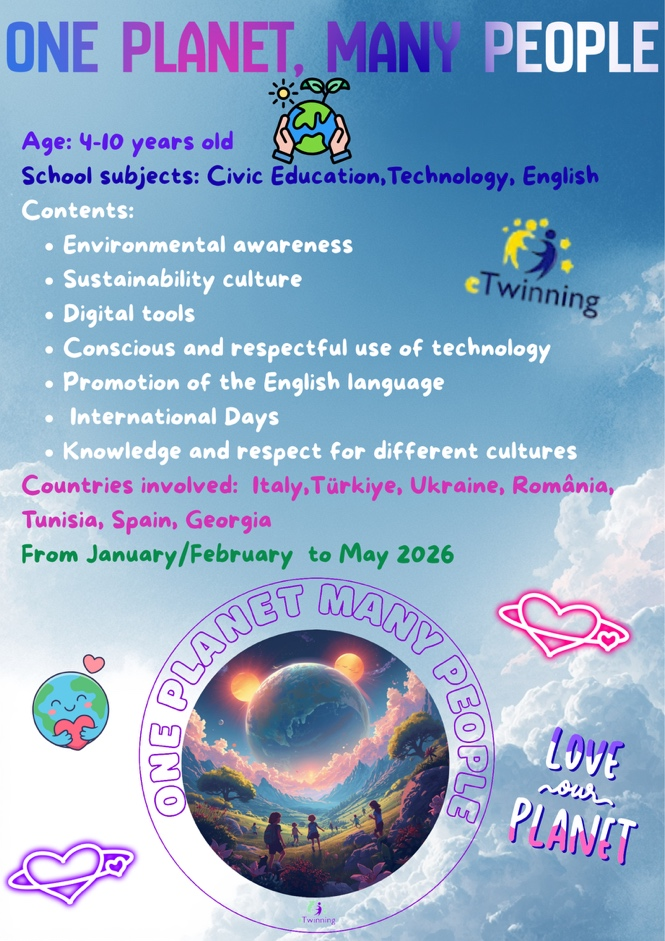 ONE PLANET, MANY PEOPLE
Age: 4-10 years old
School subjects: Civic Education,Technology, English
Contents:
• Environmental awareness
• Sustainability culture
eTwinning
• Digital tools
• Conscious and respectful use of technology
• Promotion of the English language
• International Days
• Knowledge and respect for different cultures
Countries involved: Italy,Türkiye, Ukraine, România,
Tunisia, Spain, Georgia
From January/February to May 2026
ONE PLANET MANY PEOPLE
LOVE
our
PLANET
Twinning